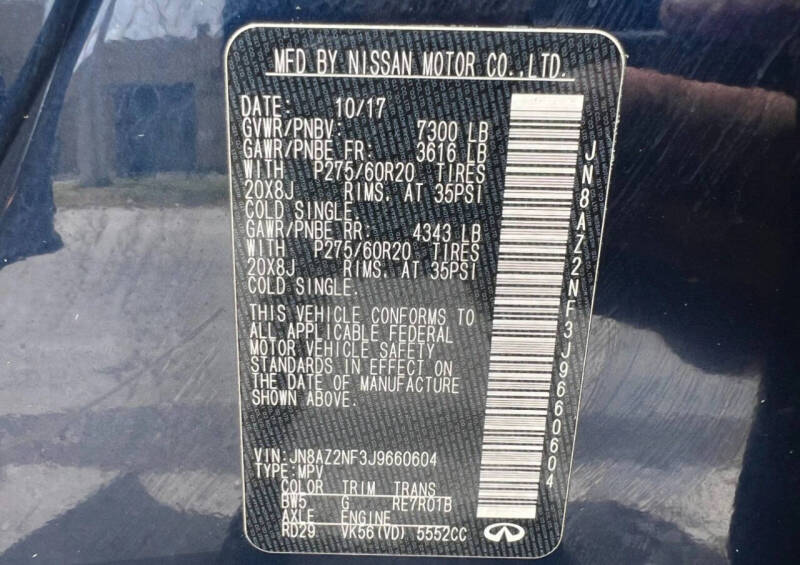 MFD BY NISSAN MOTOR CO.,LTD.
DATE: 10/17
GVWR/PNBV: 7300 LB
GAWR/PNBE FR: 3616 LB
WITH P275/60R20 TIRES
20X8J RIMS. AT 35PSI
COLD SINGLE.
GAWR/PNBE RR: 4343 LB
WITH P275/60R20 TIRES
20X8J RIMS. AT 35PSI
COLD SINGLE.
THIS VEHICLE CONFORMS TO
ALL APPLICABLE FEDERAL
MOTOR VEHICLE SAFETY
STANDARDS IN EFFECT ON
THE DATE OF MANUFACTURE
SHOWN ABOVE.
VIN:JN8AZ2NF3J9660604
TYPE:MPV
COLOR TRIM TRANS
BW5 G RE7R01B
AXLE ENGINE
RD29 VK56(VD) 5552CC
JN8AZ2NF3J9660604